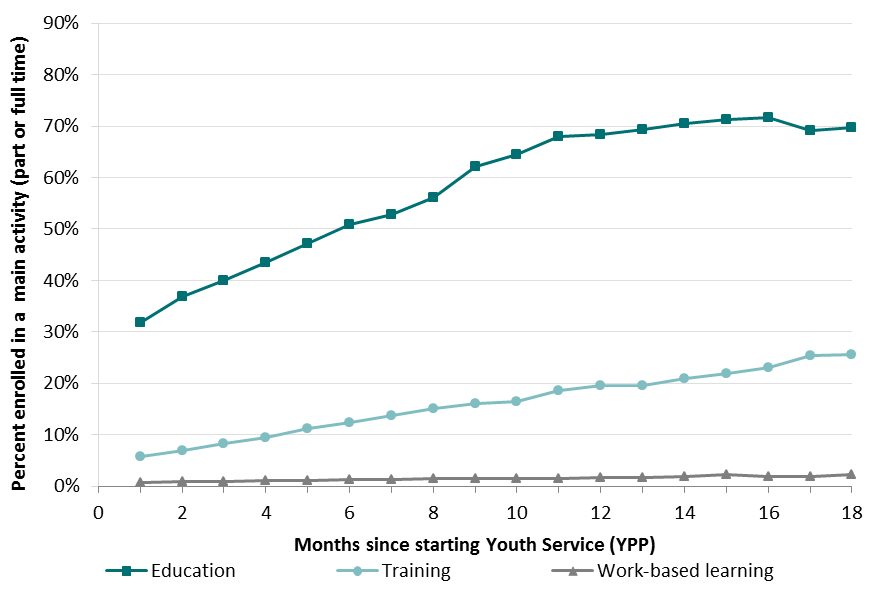 90%
80%
70%
60%
50%
40%
30%
20%
10%
0%
Percent enrolled in a  main activity (part or full time)
0 2 4 6 8 10 12 14 16 18
Months since starting Youth Service (YPP)
Education Training Work-based learning